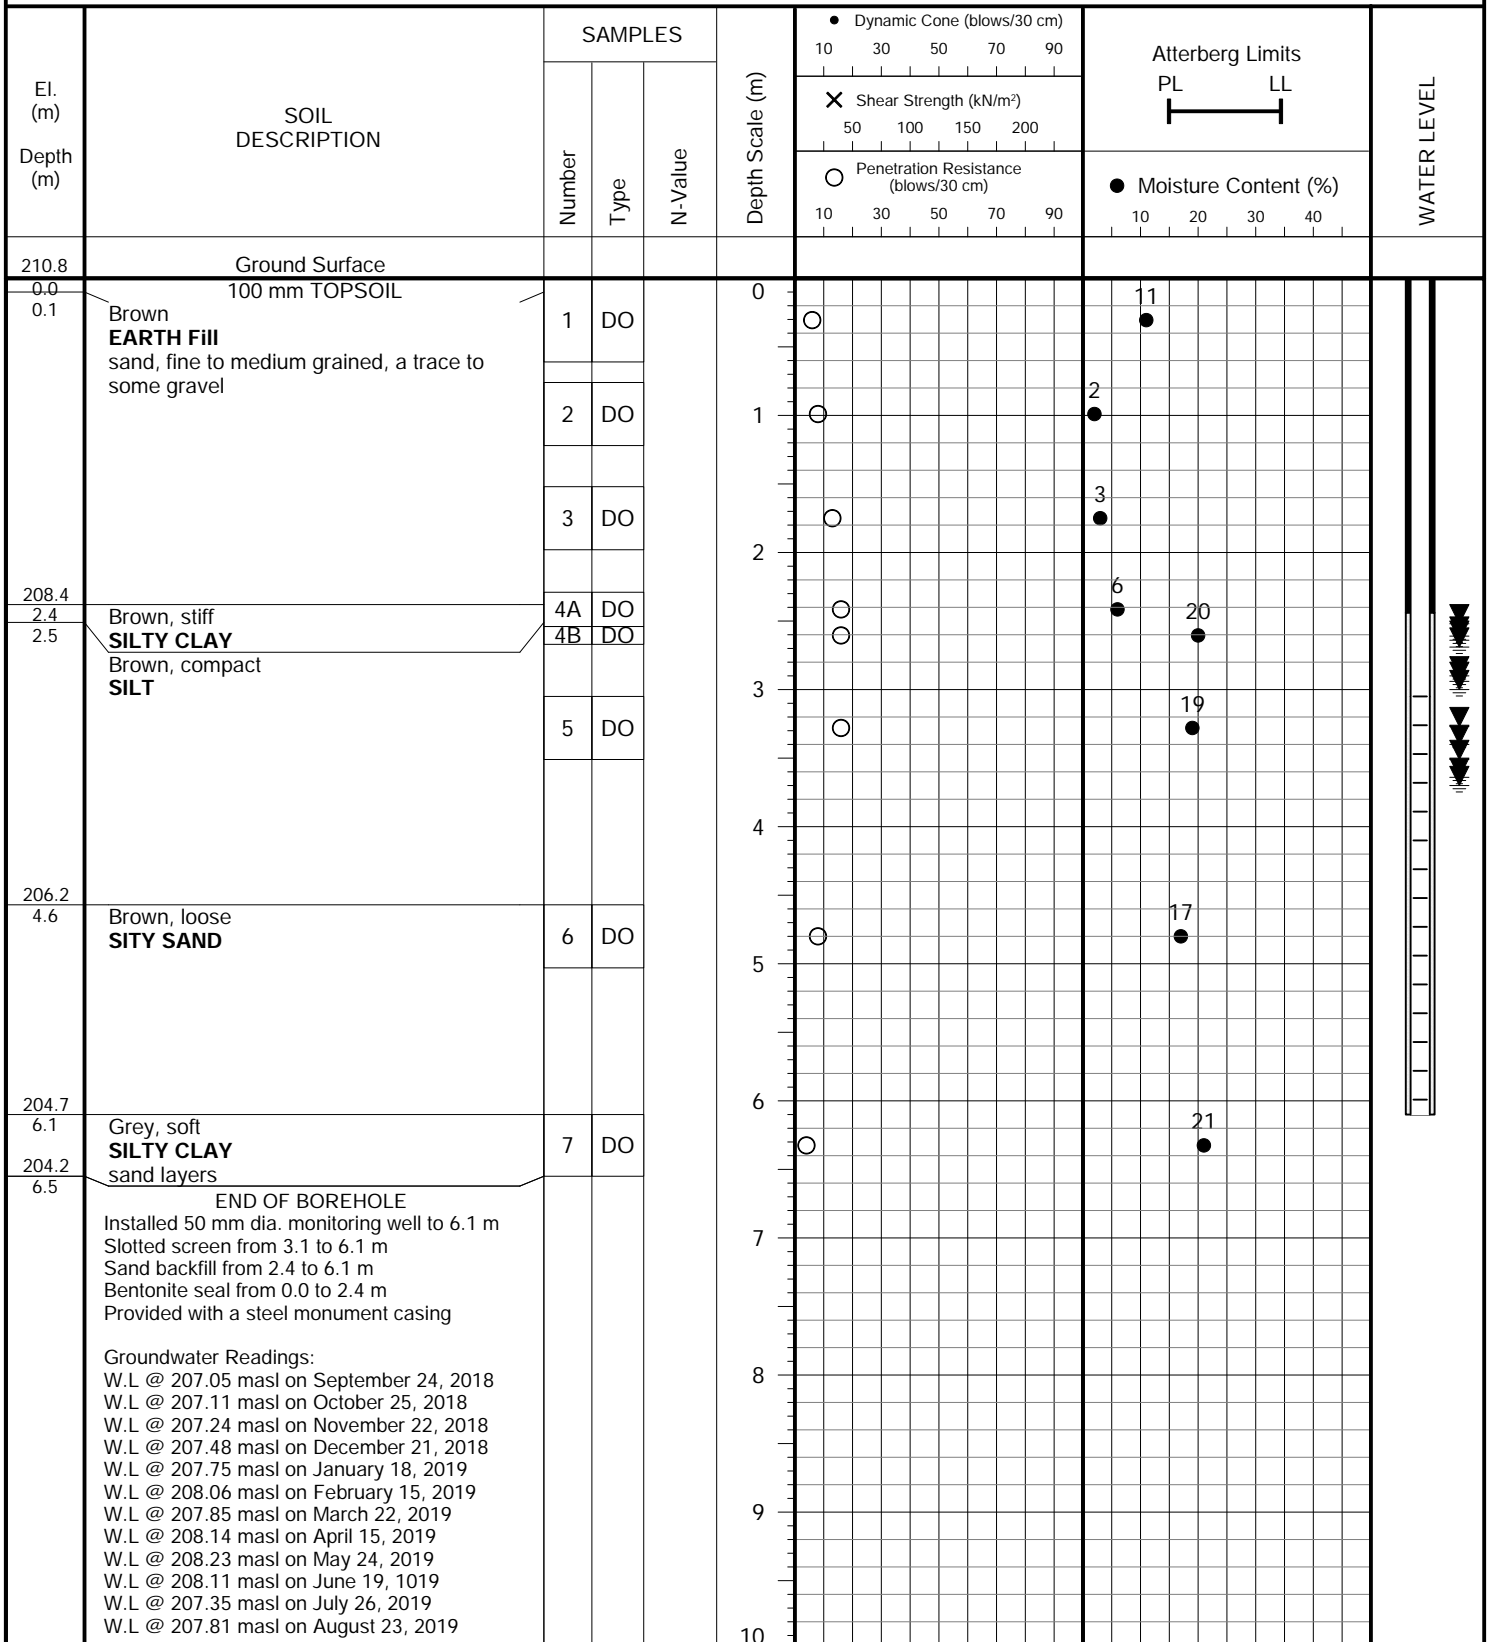 El.
(m)
Depth
(m)
SOIL
DESCRIPTION
SAMPLES
Number
Type
N-Value
Depth Scale (m)
Dynamic Cone (blows/30 cm)
10 30 50 70 90
Shear Strength (kN/m²)
50 100 150 200
Penetration Resistance
(blows/30 cm)
10 30 50 70 90
Atterberg Limits
PL LL
Moisture Content (%)
10 20 30 40
WATER LEVEL
210.8 Ground Surface
0.0 100 mm TOPSOIL 0
0.1 Brown 1 DO 11
EARTH Fill
sand, fine to medium grained, a trace to
some gravel
2 DO 1 2
3 DO 3
2
208.4 4A DO 6
2.4 Brown, stiff 20
2.5 SILTY CLAY 4B DO
Brown, compact
SILT 3
5 DO 19
4
206.2
4.6 Brown, loose 17
SITY SAND 6 DO
5
6
204.7
6.1 Grey, soft 21
SILTY CLAY 7 DO
204.2 sand layers
6.5
END OF BOREHOLE
Installed 50 mm dia. monitoring well to 6.1 m
Slotted screen from 3.1 to 6.1 m 7
Sand backfill from 2.4 to 6.1 m
Bentonite seal from 0.0 to 2.4 m
Provided with a steel monument casing
Groundwater Readings:
W.L @ 207.05 masl on September 24, 2018 8
W.L @ 207.11 masl on October 25, 2018
W.L @ 207.24 masl on November 22, 2018
W.L @ 207.48 masl on December 21, 2018
W.L @ 207.75 masl on January 18, 2019
W.L @ 208.06 masl on February 15, 2019
W.L @ 207.85 masl on March 22, 2019 9
W.L @ 208.14 masl on April 15, 2019
W.L @ 208.23 masl on May 24, 2019
W.L @ 208.11 masl on June 19, 1019
W.L @ 207.35 masl on July 26, 2019
W.L @ 207.81 masl on August 23, 2019 10